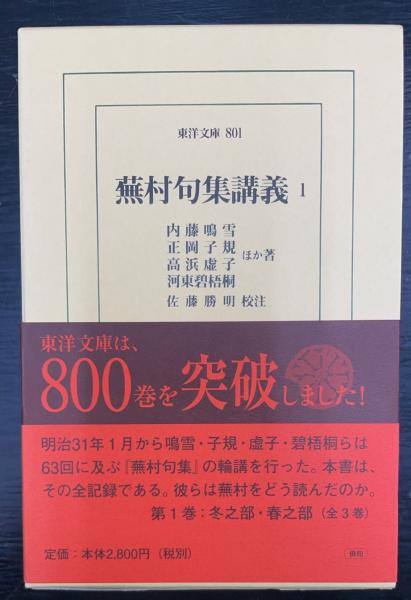 東洋文庫 801
蕪村句集講義 1
内藤鳴雪
正岡子規
高浜虚子
河東碧梧桐
ほか著
佐藤勝明 校注
東洋文庫は、
800巻を突破しました!
明治31年1月から鳴雪・子規・虚子・碧梧桐らは
63回に及ぶ『蕪村句集』の輪講を行った。本書は、
その全記録である。彼らは蕪村をどう読んだのか。
第1巻:冬之部・春之部(全3巻)
定価:本体2,800円(税別)
俳句